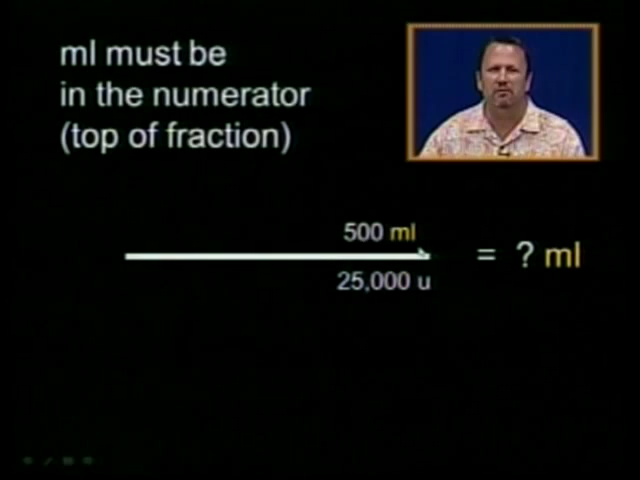 ml must be
in the numerator
(top of fraction)
500 ml
25,000 u
= ? ml